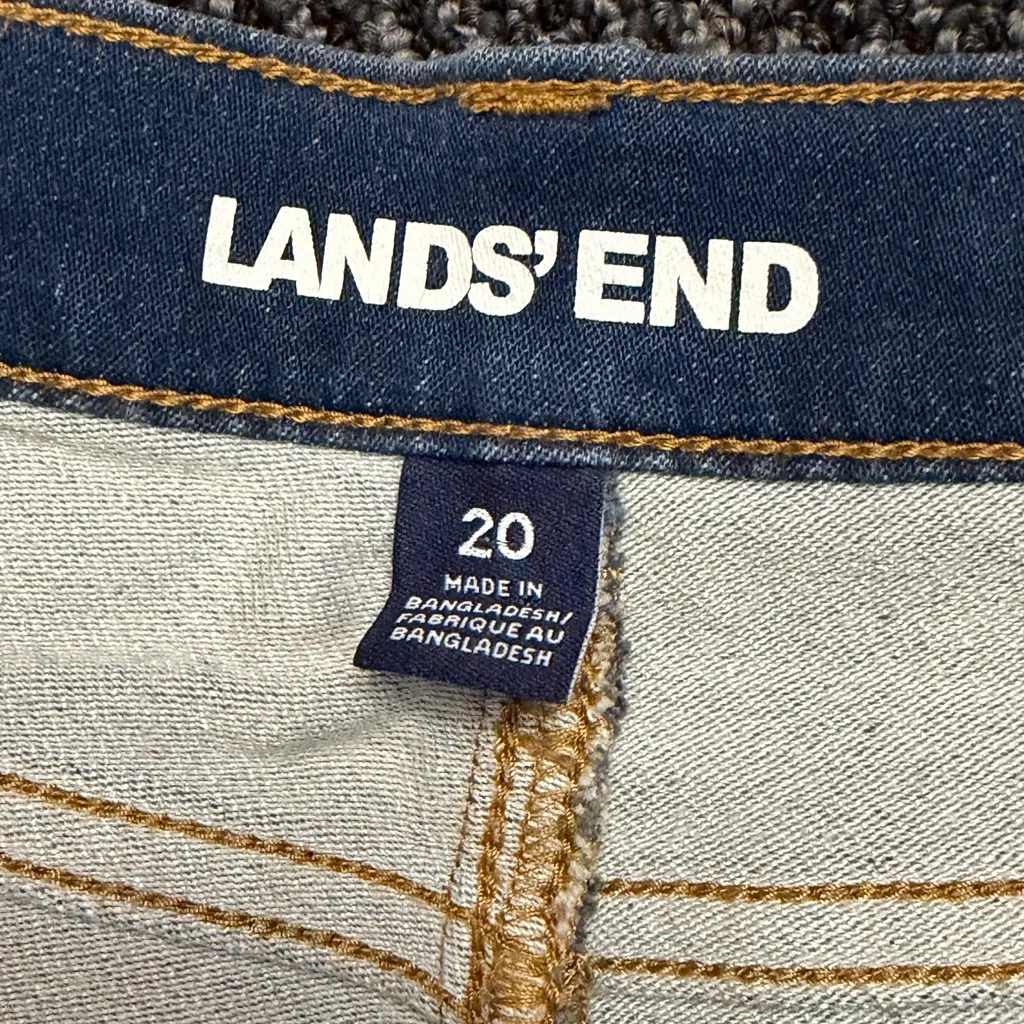 LANDS' END
20
MADE IN
BANGLADESH/
FABRIQUE AU
BANGLADESH